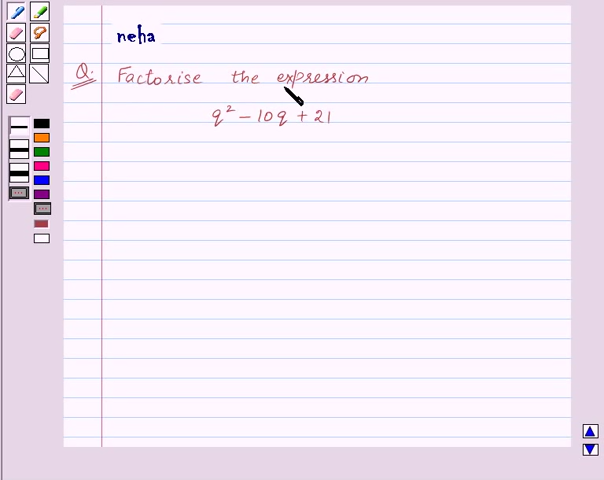 neha
Q. Factorise the expression
q² - 10q + 21